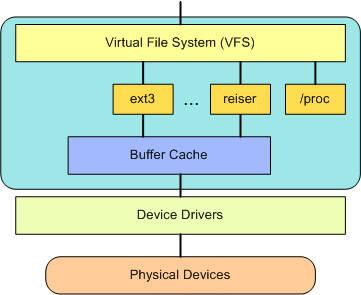 Virtual File System (VFS)
ext3 ... reiser /proc
Buffer Cache
Device Drivers
Physical Devices